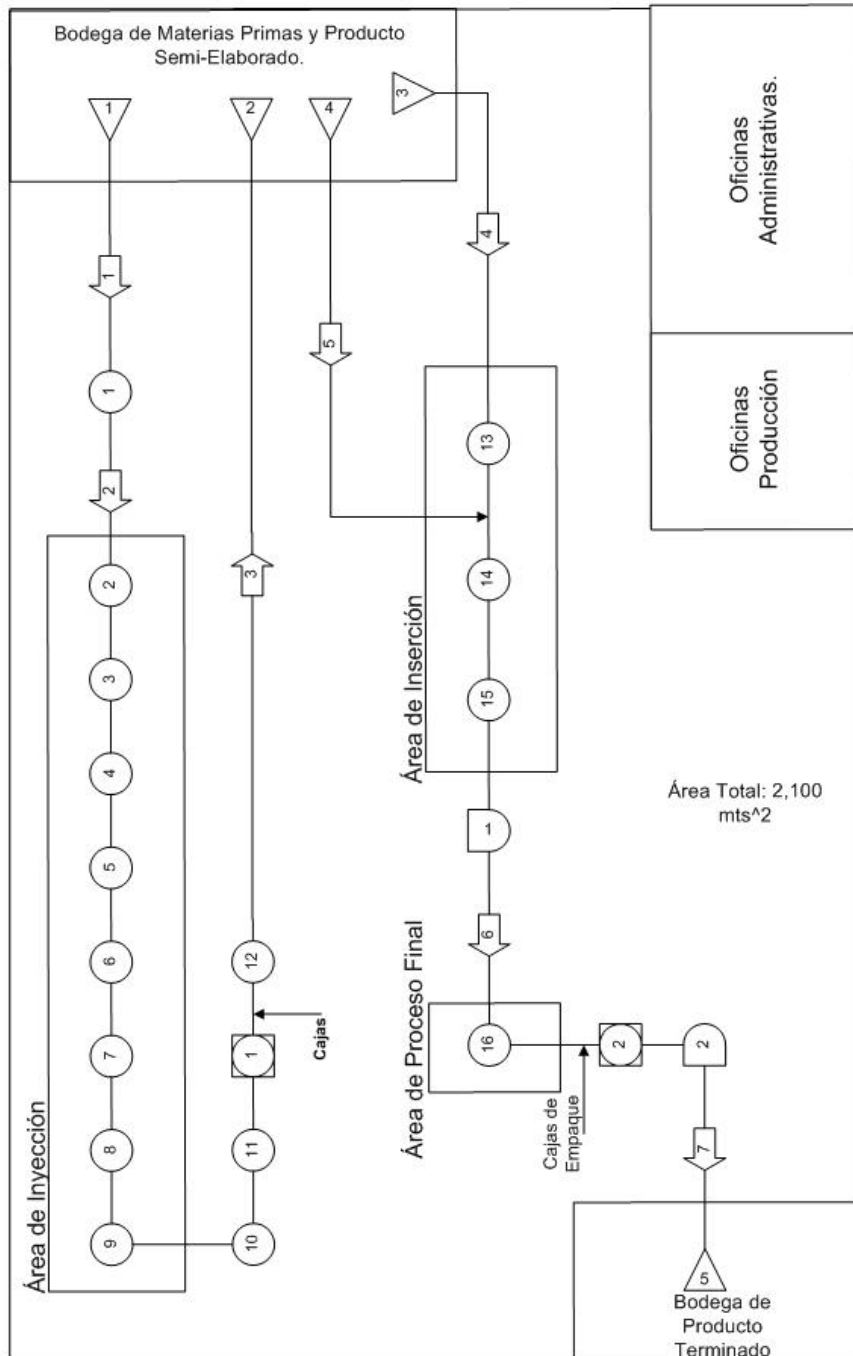 Bodega de Materias Primas y Producto
Semi-Elaborado.
1
2
4
3
Oficinas
Administrativas.
1
4
3
5
1
2
Oficinas
Producción
Área de Inyección
2
3
4
5
6
7
8
9
10
11
1
12
Cajas
Área de Inserción
13
14
15
1
6
Área Total: 2,100
mts^2
Área de Proceso Final
16
Cajas de
Empaque
2
2
7
5
Bodega de
Producto
Terminado